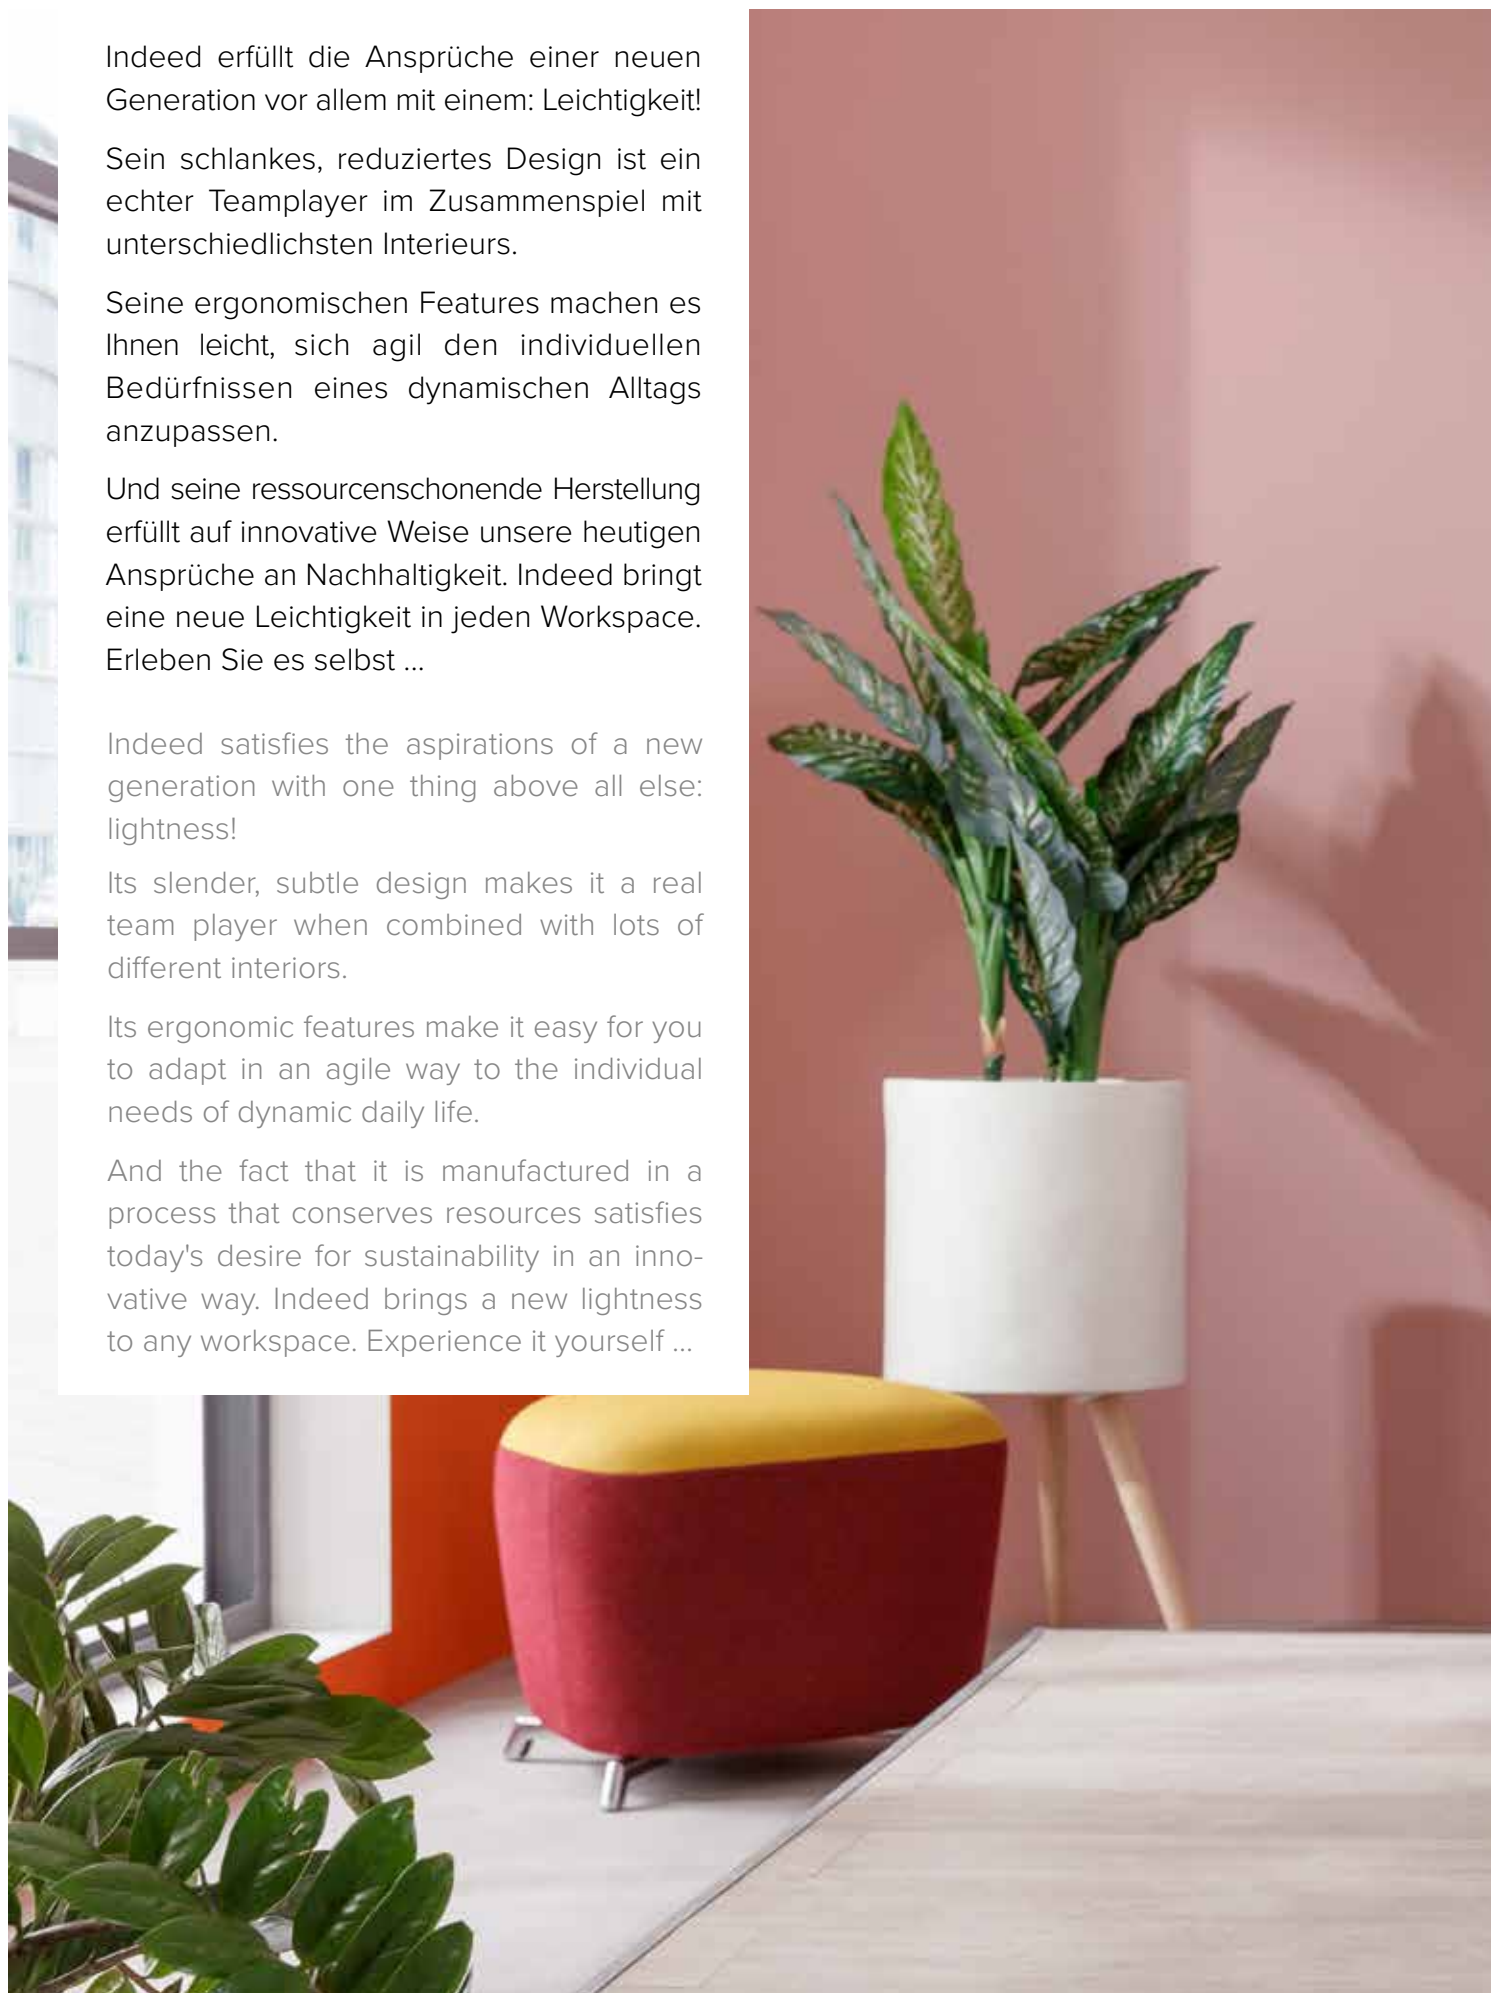 Indeed erfüllt die Ansprüche einer neuen
Generation vor allem mit einem: Leichtigkeit!
Sein schlankes, reduziertes Design ist ein
echter Teamplayer im Zusammenspiel mit
unterschiedlichsten Interieurs.
Seine ergonomischen Features machen es
Ihnen leicht, sich agil den individuellen
Bedürfnissen eines dynamischen Alltags
anzupassen.
Und seine ressourcenschonende Herstellung
erfüllt auf innovative Weise unsere heutigen
Ansprüche an Nachhaltigkeit. Indeed bringt
eine neue Leichtigkeit in jeden Workspace.
Erleben Sie es selbst ...
Indeed satisfies the aspirations of a new
generation with one thing above all else:
lightness!
Its slender, subtle design makes it a real
team player when combined with lots of
different interiors.
Its ergonomic features make it easy for you
to adapt in an agile way to the individual
needs of dynamic daily life.
And the fact that it is manufactured in a
process that conserves resources satisfies
today's desire for sustainability in an inno-
vative way. Indeed brings a new lightness
to any workspace. Experience it yourself ...